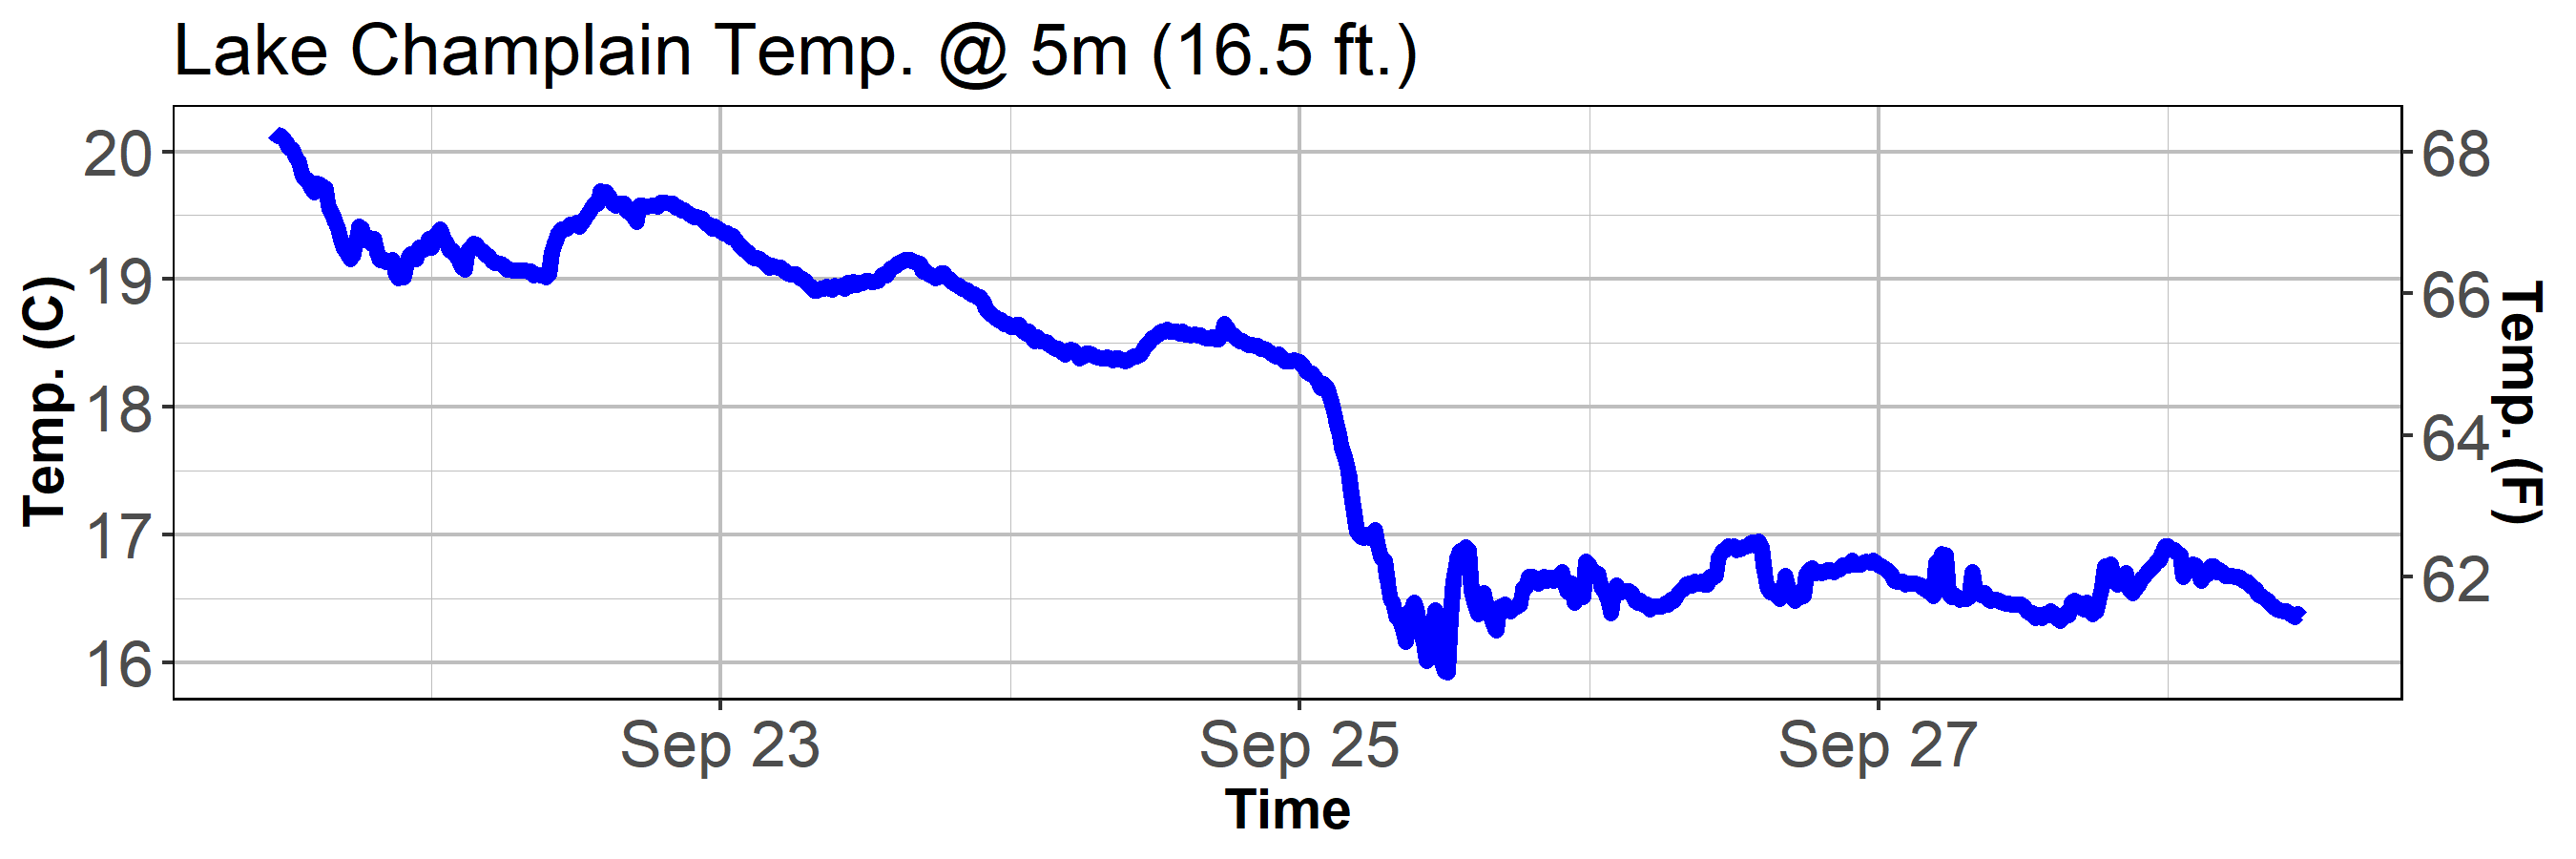 Lake Champlain Temp. @ 5m (16.5 ft.)
Temp. (C)
20
19
18
17
16
68
66
64
62
Temp. (F)
Sep 23
Sep 25
Sep 27
Time